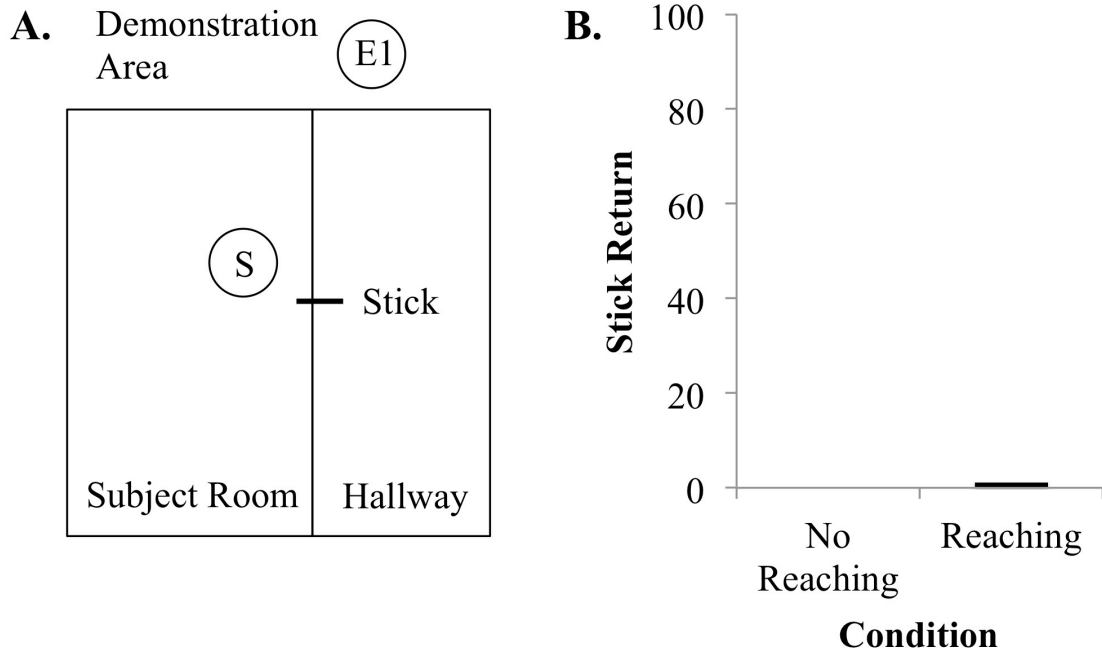 A.
Demonstration
Area
E1
S
Stick
Subject Room
Hallway
B.
100
80
60
40
20
0
Stick Return
No
Reaching
Reaching
Condition